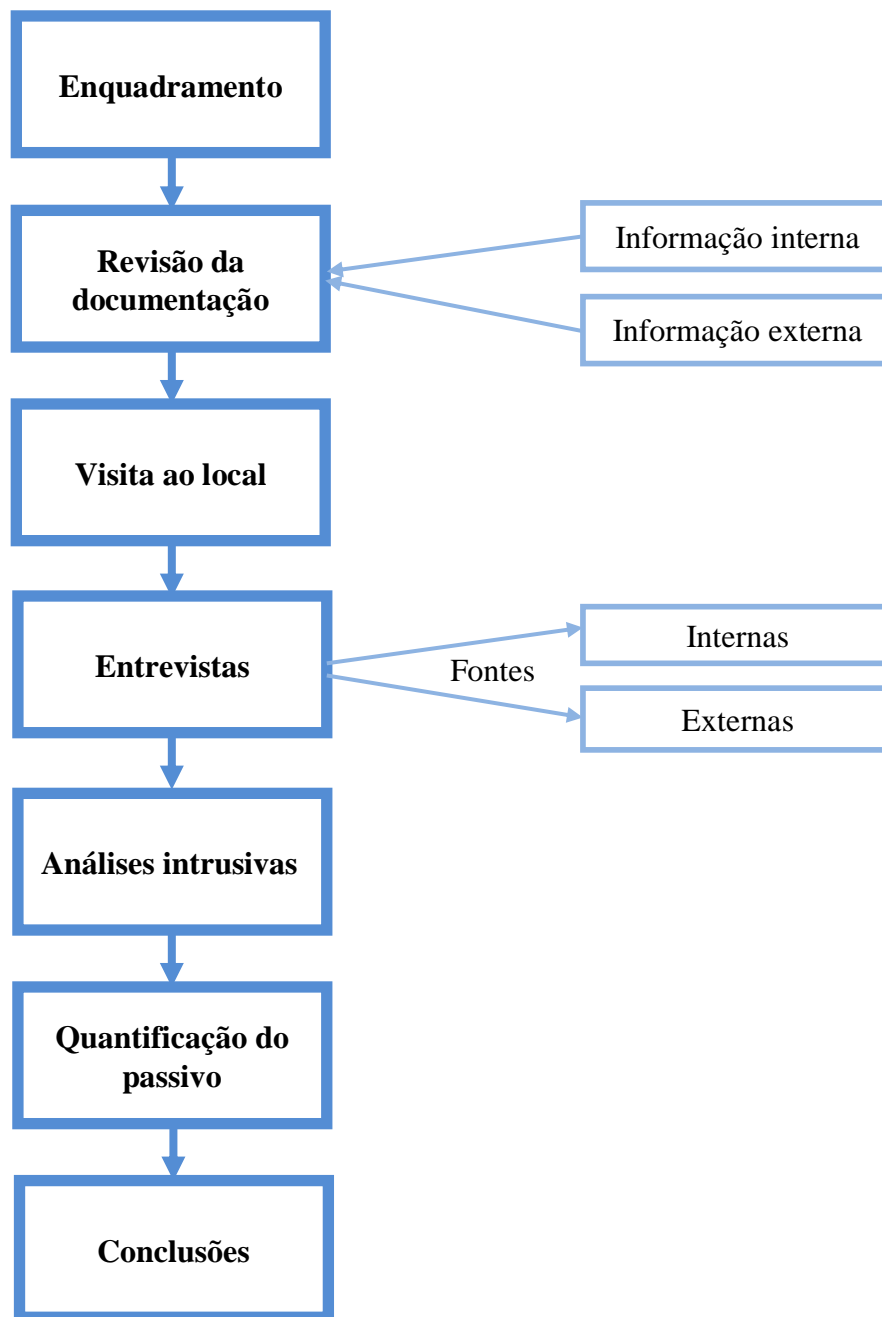 Enquadramento
Revisão da
documentação
Informação interna
Informação externa
Visita ao local
Entrevistas
Fontes
Internas
Externas
Análises intrusivas
Quantificação do
passivo
Conclusões